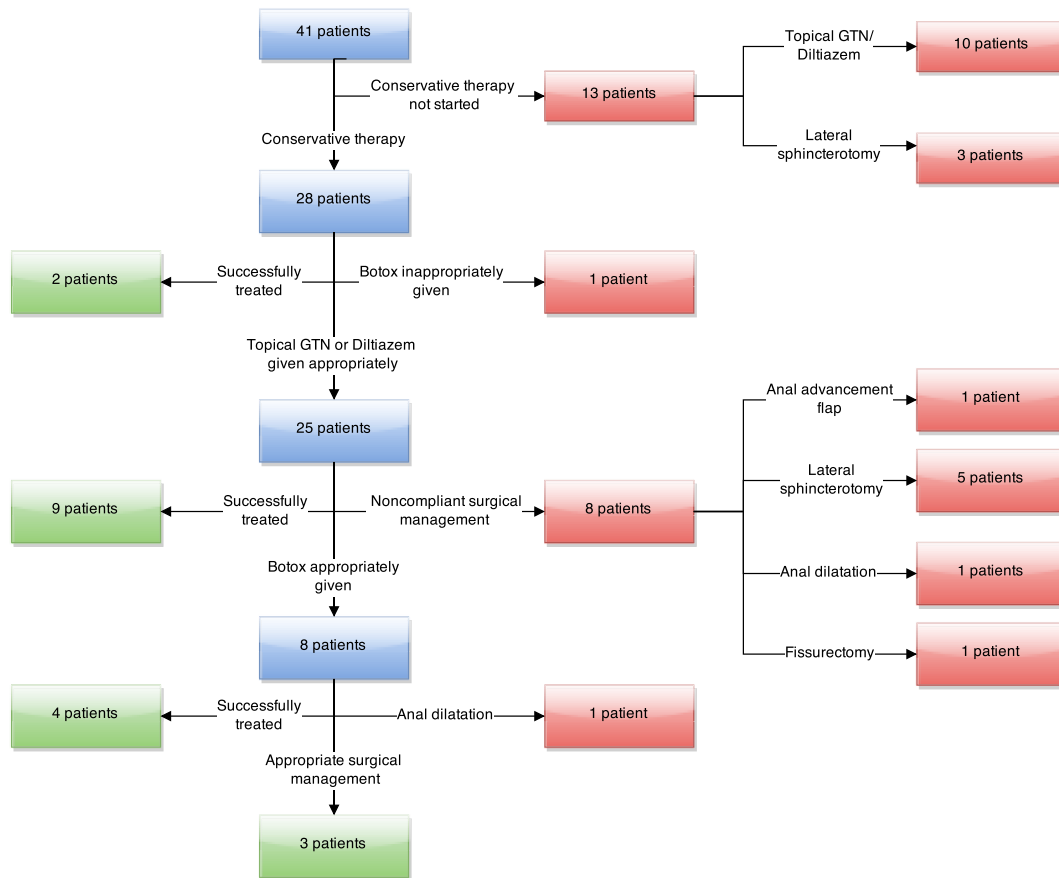 41 patients
Conservative therapy
not started
13 patients
Topical GTN/
Diltiazem
10 patients
Lateral
sphincterotomy
3 patients
Conservative therapy
28 patients
2 patients
Successfully
treated
Botox inappropriately
given
1 patient
Topical GTN or Diltiazem
given appropriately
25 patients
9 patients
Successfully
treated
Noncompliant surgical
management
8 patients
Anal advancement
flap
1 patient
Lateral
sphincterotomy
5 patients
Anal dilatation
1 patients
Fissurectomy
1 patient
Botox appropriately
given
8 patients
4 patients
Successfully
treated
Anal dilatation
1 patient
Appropriate surgical
management
3 patients